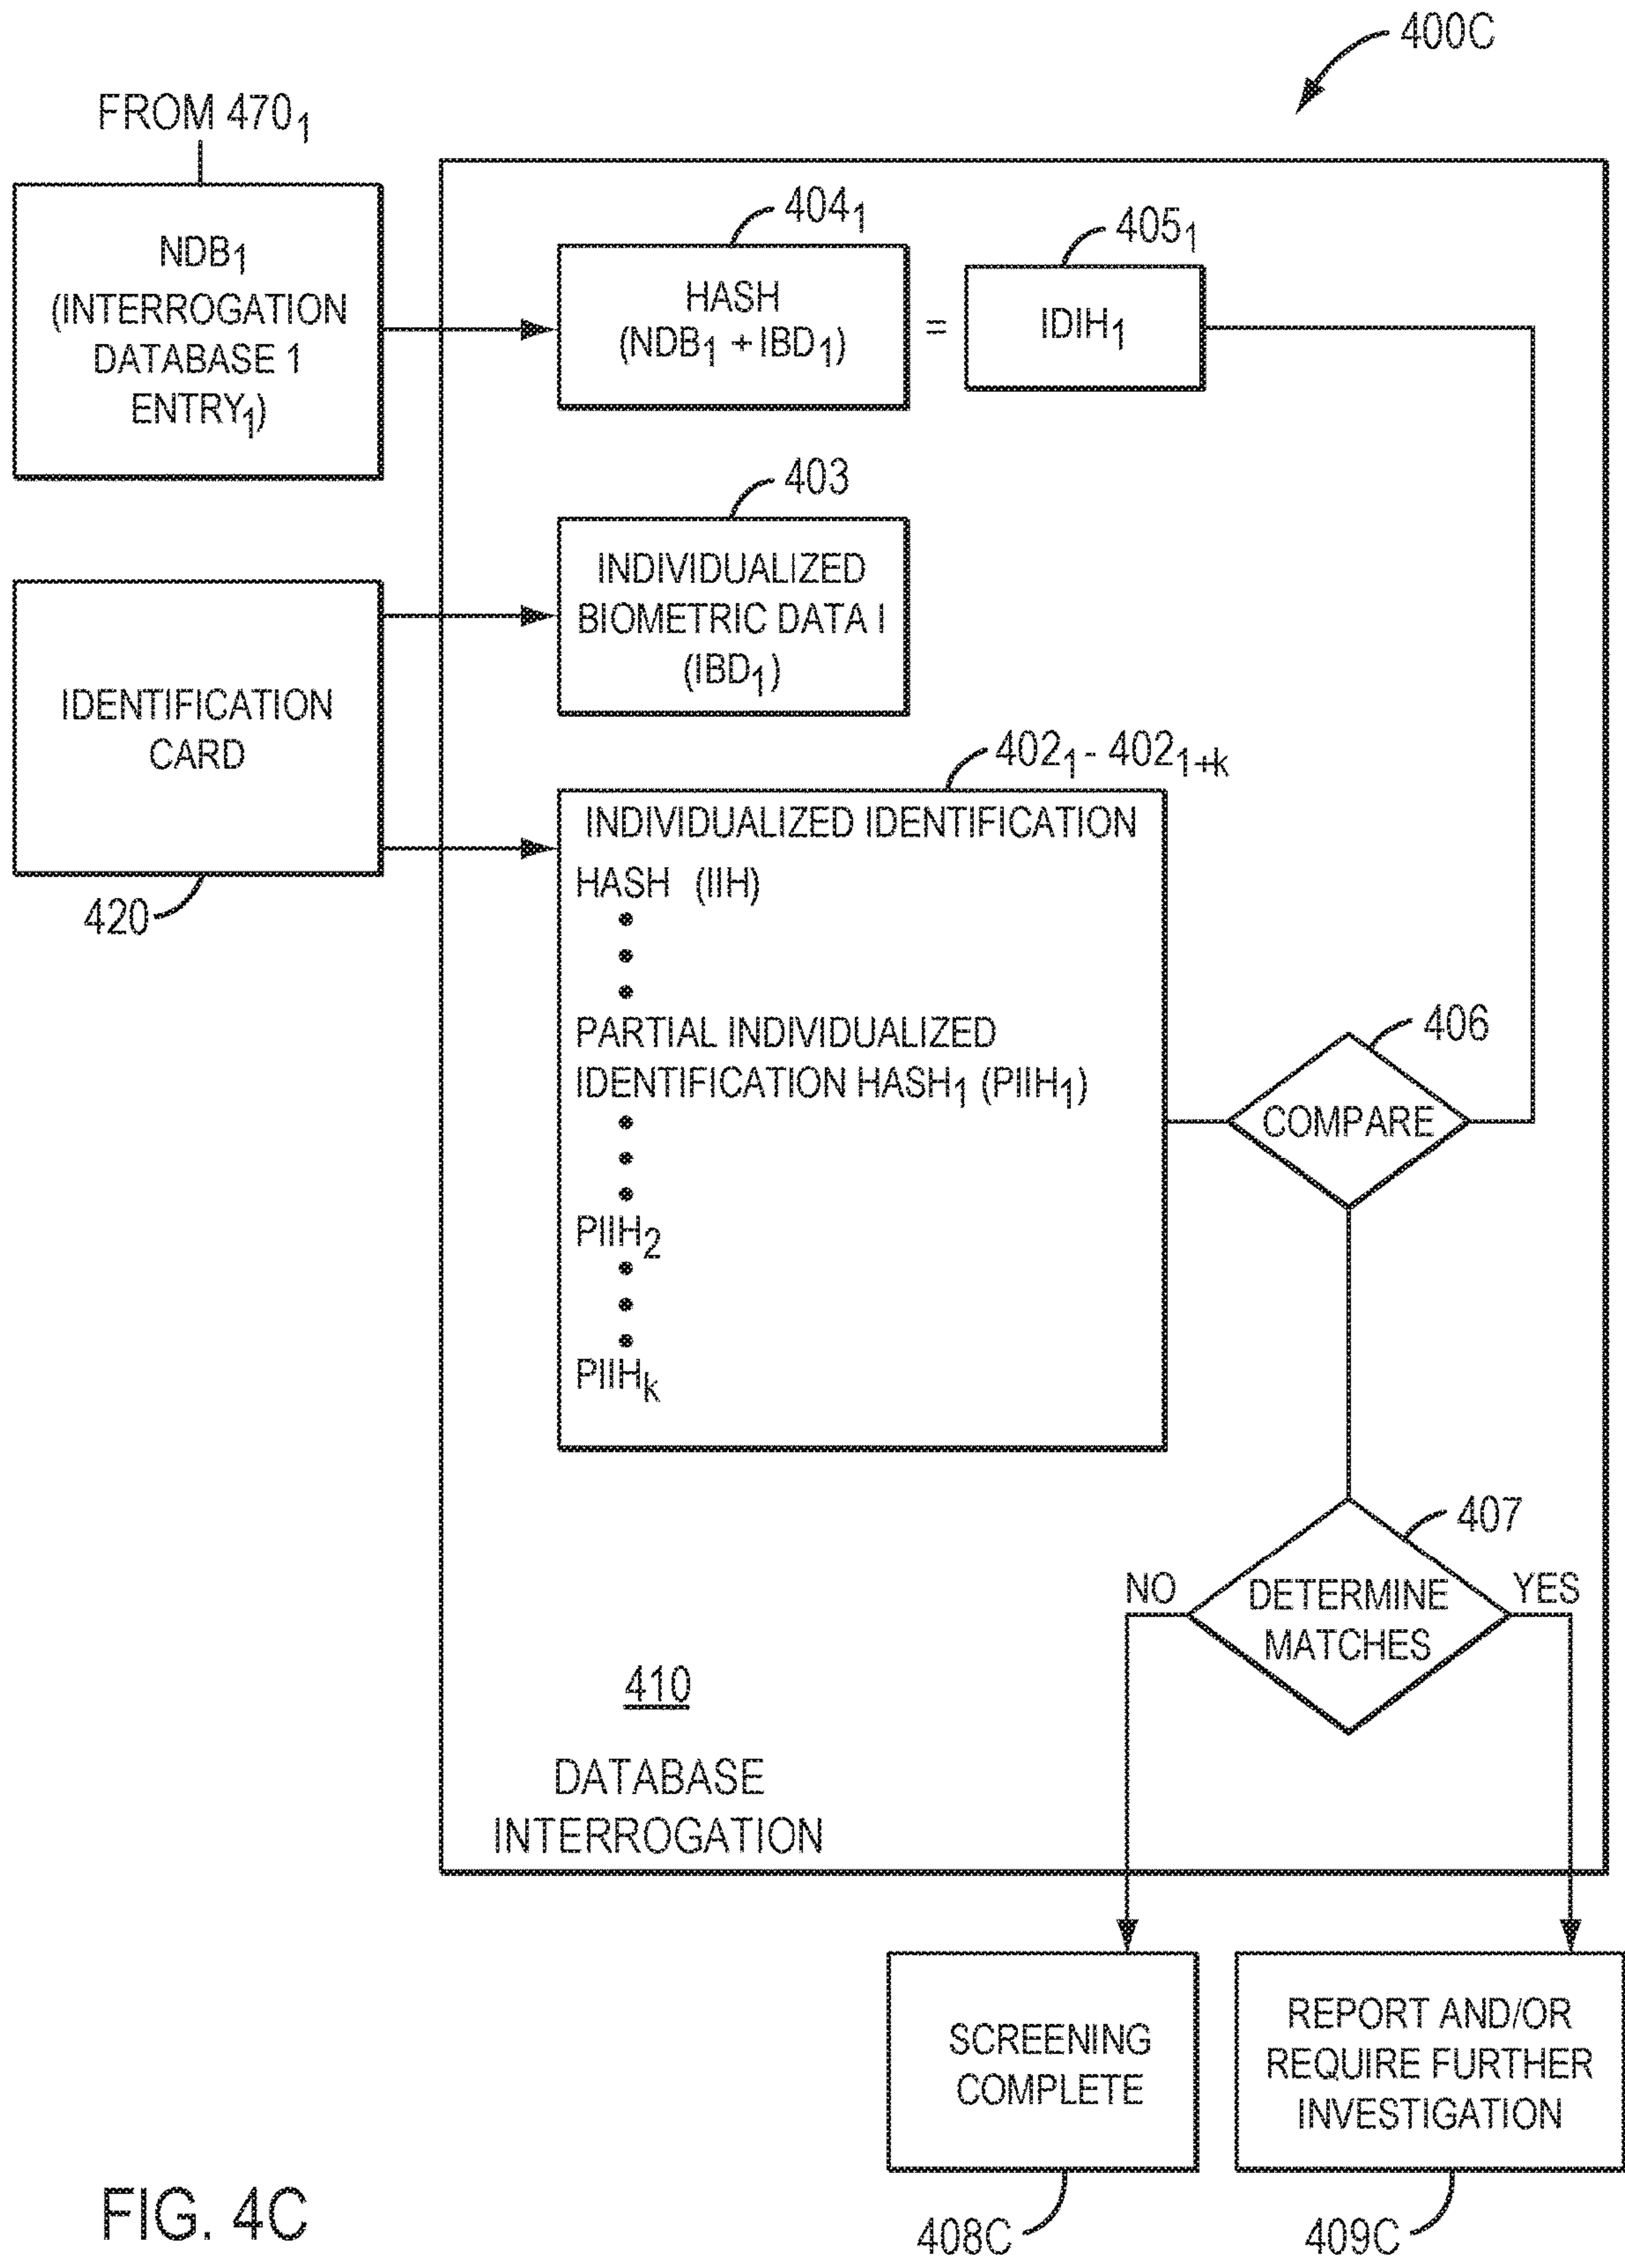 400C
FROM 470₁
NDB₁
(INTERROGATION
DATABASE 1
ENTRY₁)
404₁
HASH
(NDB₁ + IBD₁)
=
405₁
IDIH₁
403
INDIVIDUALIZED
BIOMETRIC DATA I
(IBD₁)
IDENTIFICATION
CARD
420
402₁ - 402₁₊ₖ
INDIVIDUALIZED IDENTIFICATION
HASH (IIH)
PARTIAL INDIVIDUALIZED
IDENTIFICATION HASH₁ (PIIH₁)
PIIH₂
PIIHₖ
406
COMPARE
407
NO
DETERMINE
MATCHES
YES
410
DATABASE
INTERROGATION
SCREENING
COMPLETE
408C
REPORT AND/OR
REQUIRE FURTHER
INVESTIGATION
409C
FIG. 4C